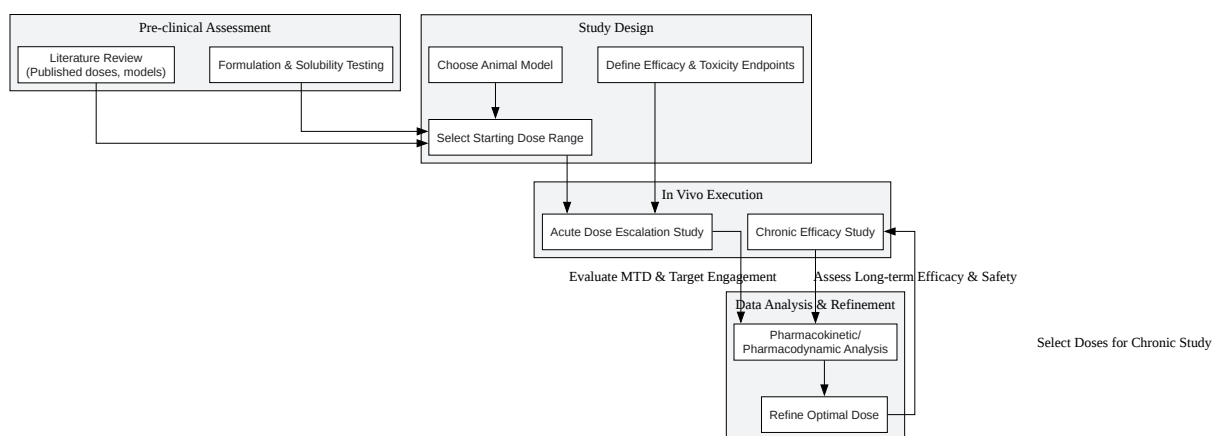 Pre-clinical Assessment
Literature Review
(Published doses, models)
Formulation & Solubility Testing
Study Design
Choose Animal Model
Define Efficacy & Toxicity Endpoints
Select Starting Dose Range
In Vivo Execution
Acute Dose Escalation Study
Chronic Efficacy Study
Evaluate MTD & Target Engagement
Assess Long-term Efficacy & Safety
Data Analysis & Refinement
Pharmacokinetic/
Pharmacodynamic Analysis
Select Doses for Chronic Study
Refine Optimal Dose